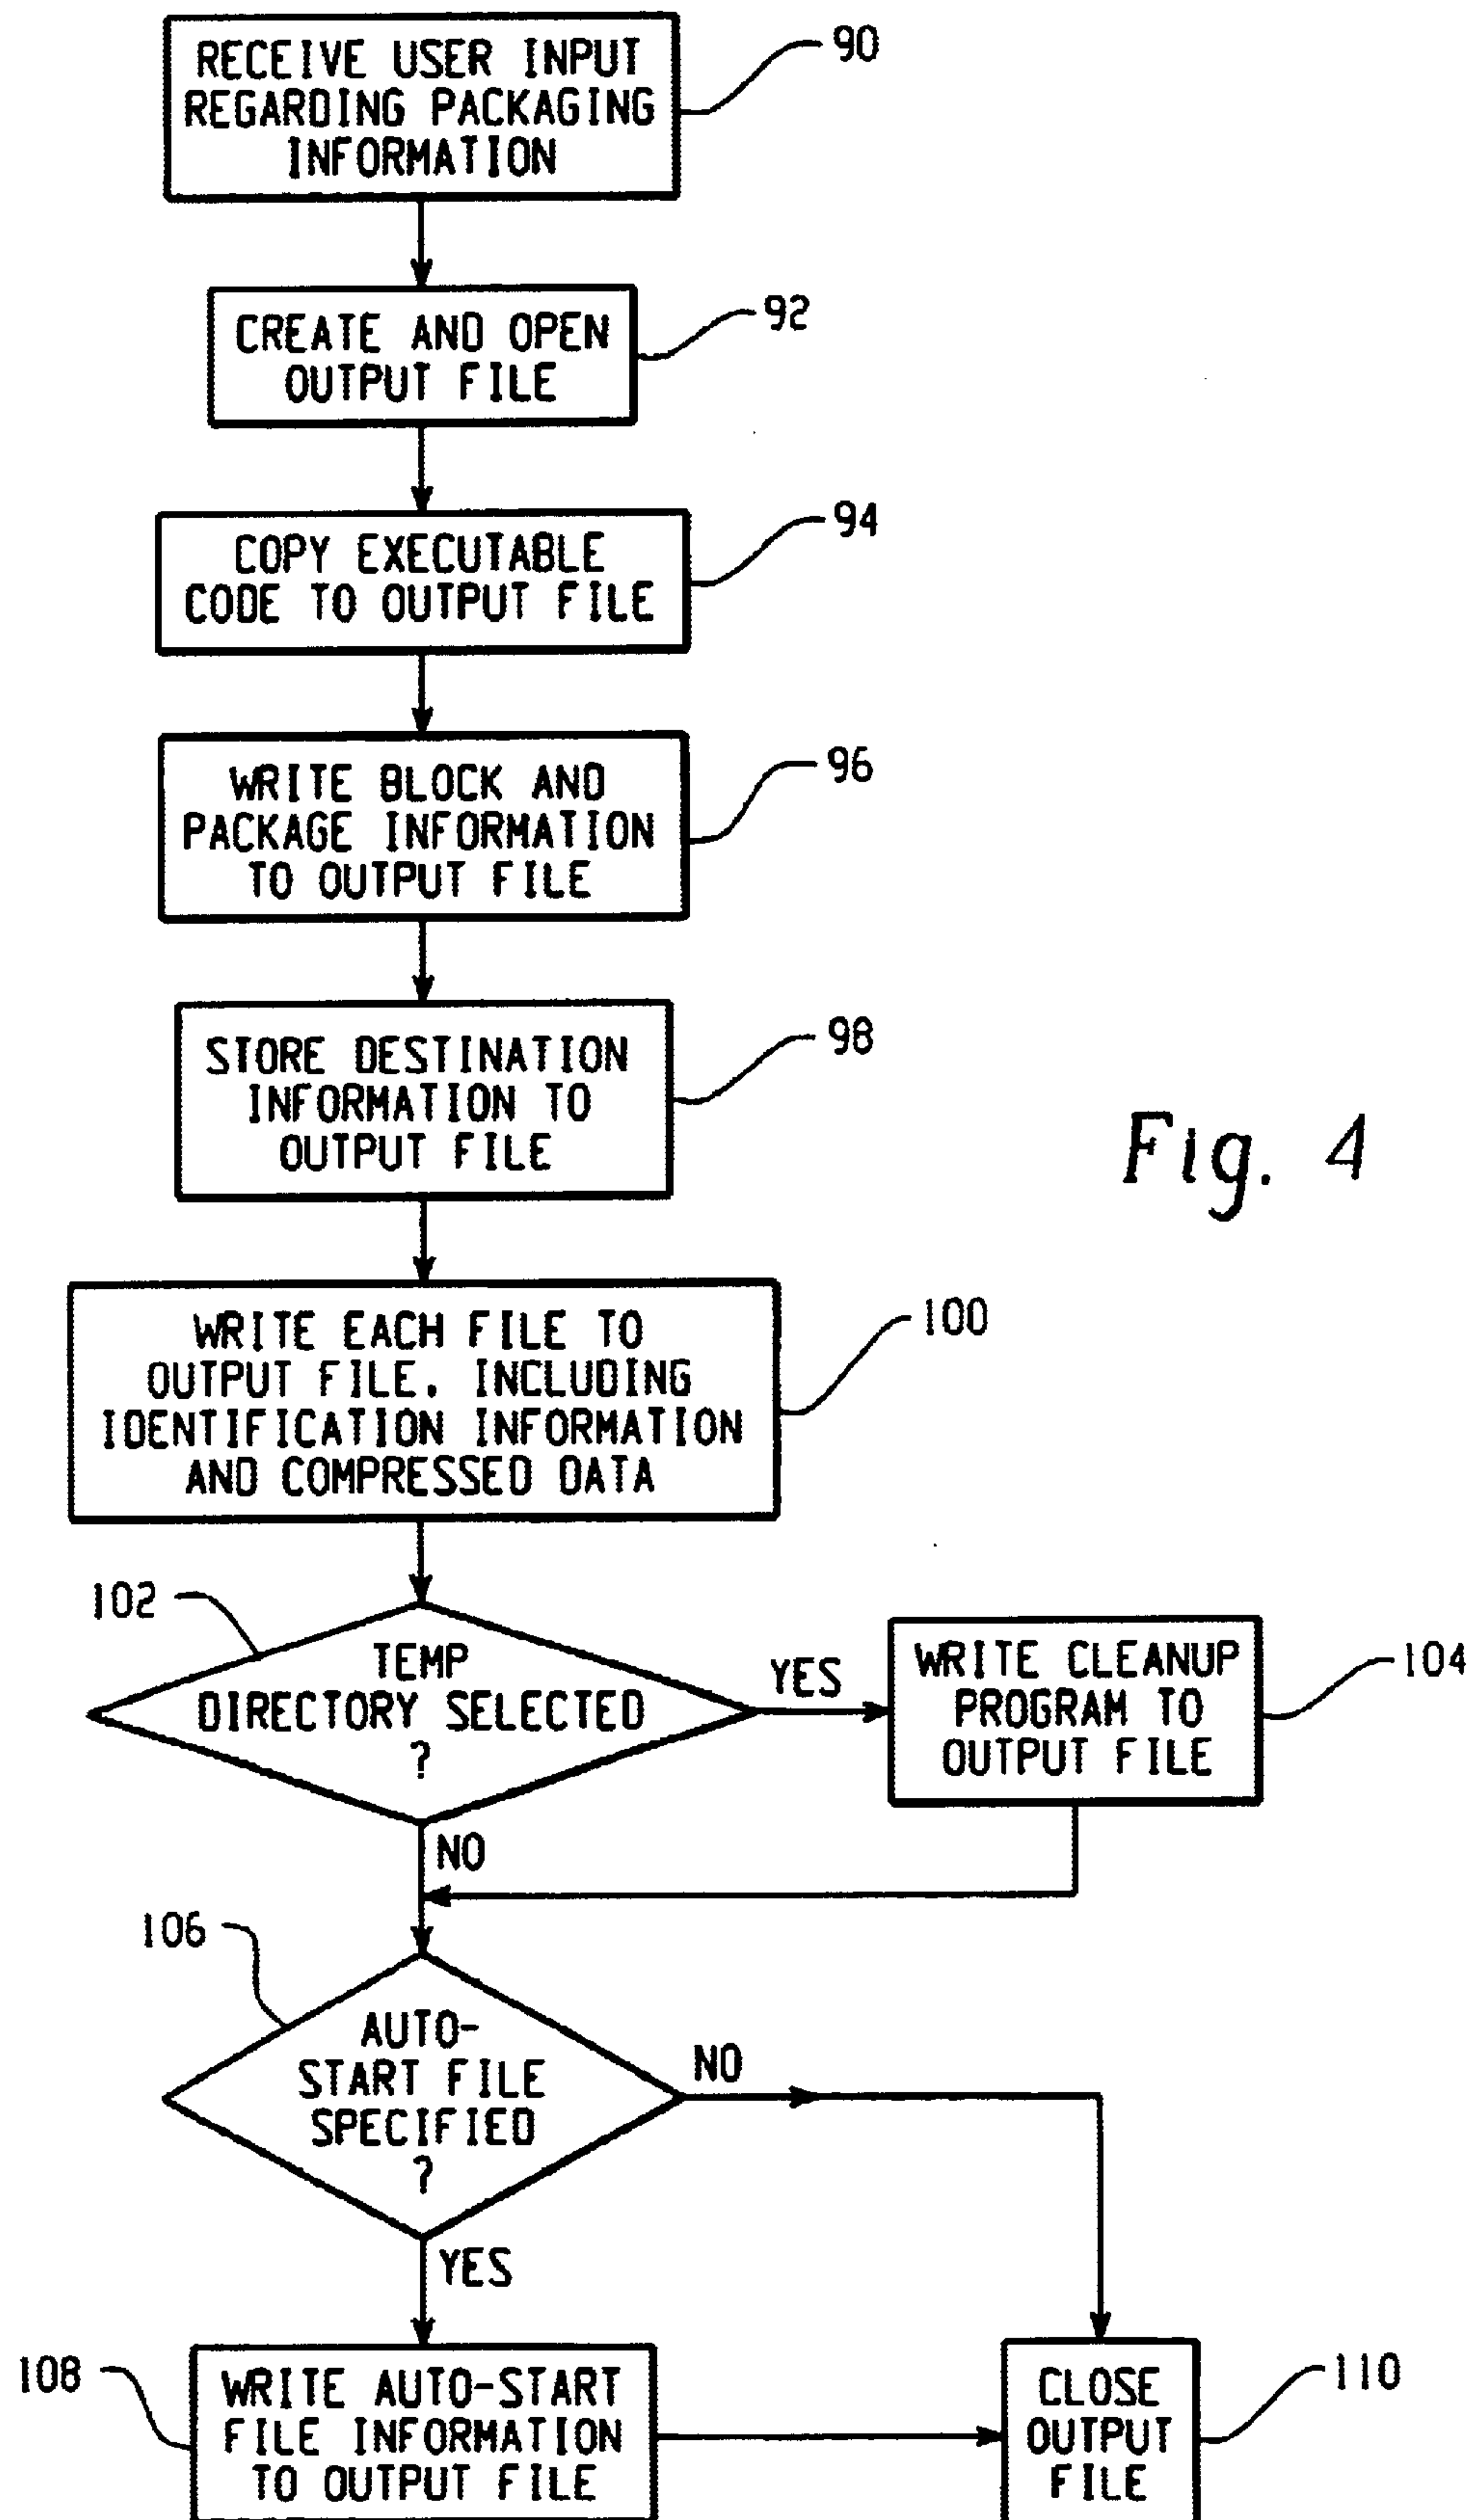 RECEIVE USER INPUT
REGARDING PACKAGING
INFORMATION
90
CREATE AND OPEN
OUTPUT FILE
92
COPY EXECUTABLE
CODE TO OUTPUT FILE
94
WRITE BLOCK AND
PACKAGE INFORMATION
TO OUTPUT FILE
96
STORE DESTINATION
INFORMATION TO
OUTPUT FILE
98
Fig. 4
WRITE EACH FILE TO
OUTPUT FILE, INCLUDING
IDENTIFICATION INFORMATION
AND COMPRESSED DATA
100
102
TEMP
DIRECTORY SELECTED
?
YES
WRITE CLEANUP
PROGRAM TO
OUTPUT FILE
104
NO
106
AUTO-
START FILE
SPECIFIED
?
NO
YES
108
WRITE AUTO-START
FILE INFORMATION
TO OUTPUT FILE
CLOSE
OUTPUT
FILE
110